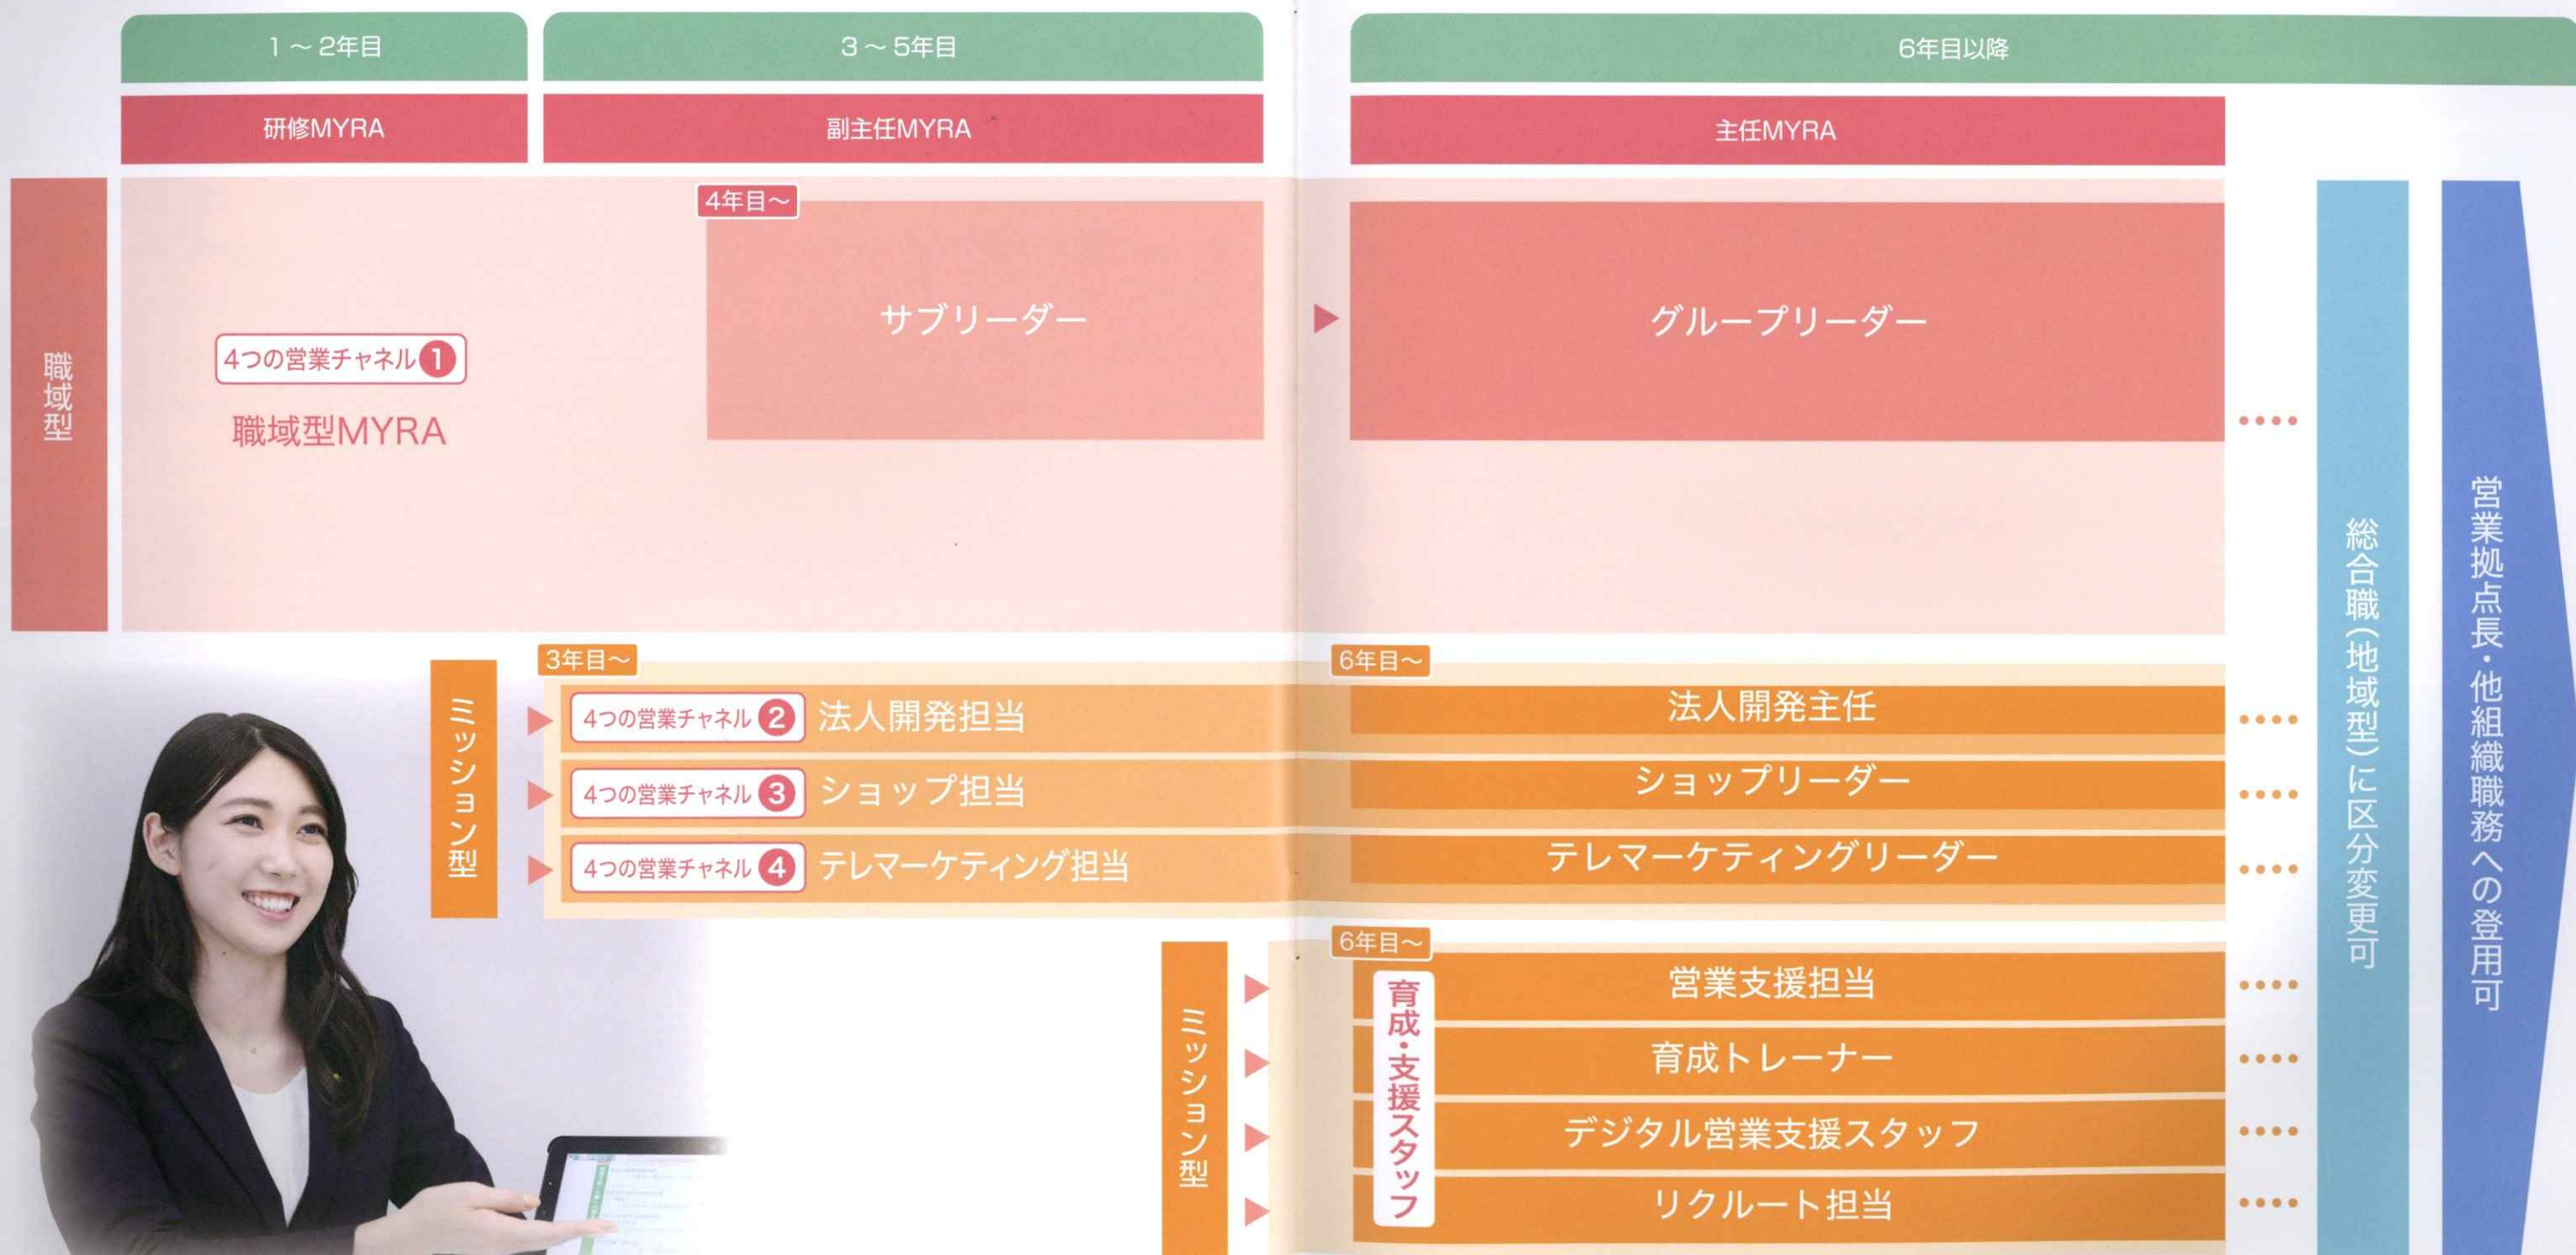 1～2年目
3～5年目
6年目以降
研修MYRA
副主任MYRA
主任MYRA
職域型
4つの営業チャネル1
職域型MYRA
4年目～
サブリーダー
グループリーダー
ミッション型
3年目～
6年目～
4つの営業チャネル2 法人開発担当
法人開発主任
4つの営業チャネル3 ショップ担当
ショップリーダー
4つの営業チャネル4 テレマーケティング担当
テレマーケティングリーダー
ミッション型
6年目～
育成・支援スタッフ
営業支援担当
育成トレーナー
デジタル営業支援スタッフ
リクルート担当
総合職(地域型)に区分変更可
営業拠点長・他組織職務への登用可